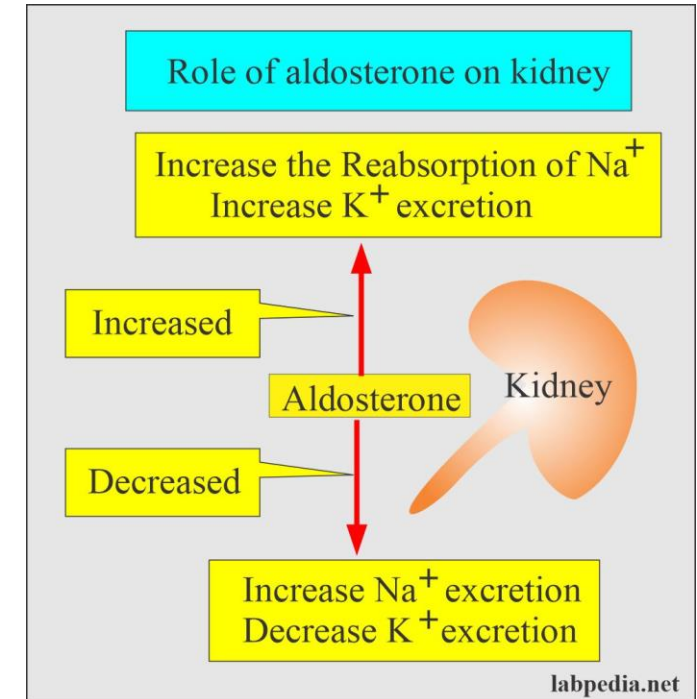 Role of aldosterone on kidney
Increase the Reabsorption of Na⁺
Increase K⁺ excretion
Increased
Aldosterone
Kidney
Decreased
Increase Na⁺ excretion
Decrease K⁺ excretion
labpedia.net